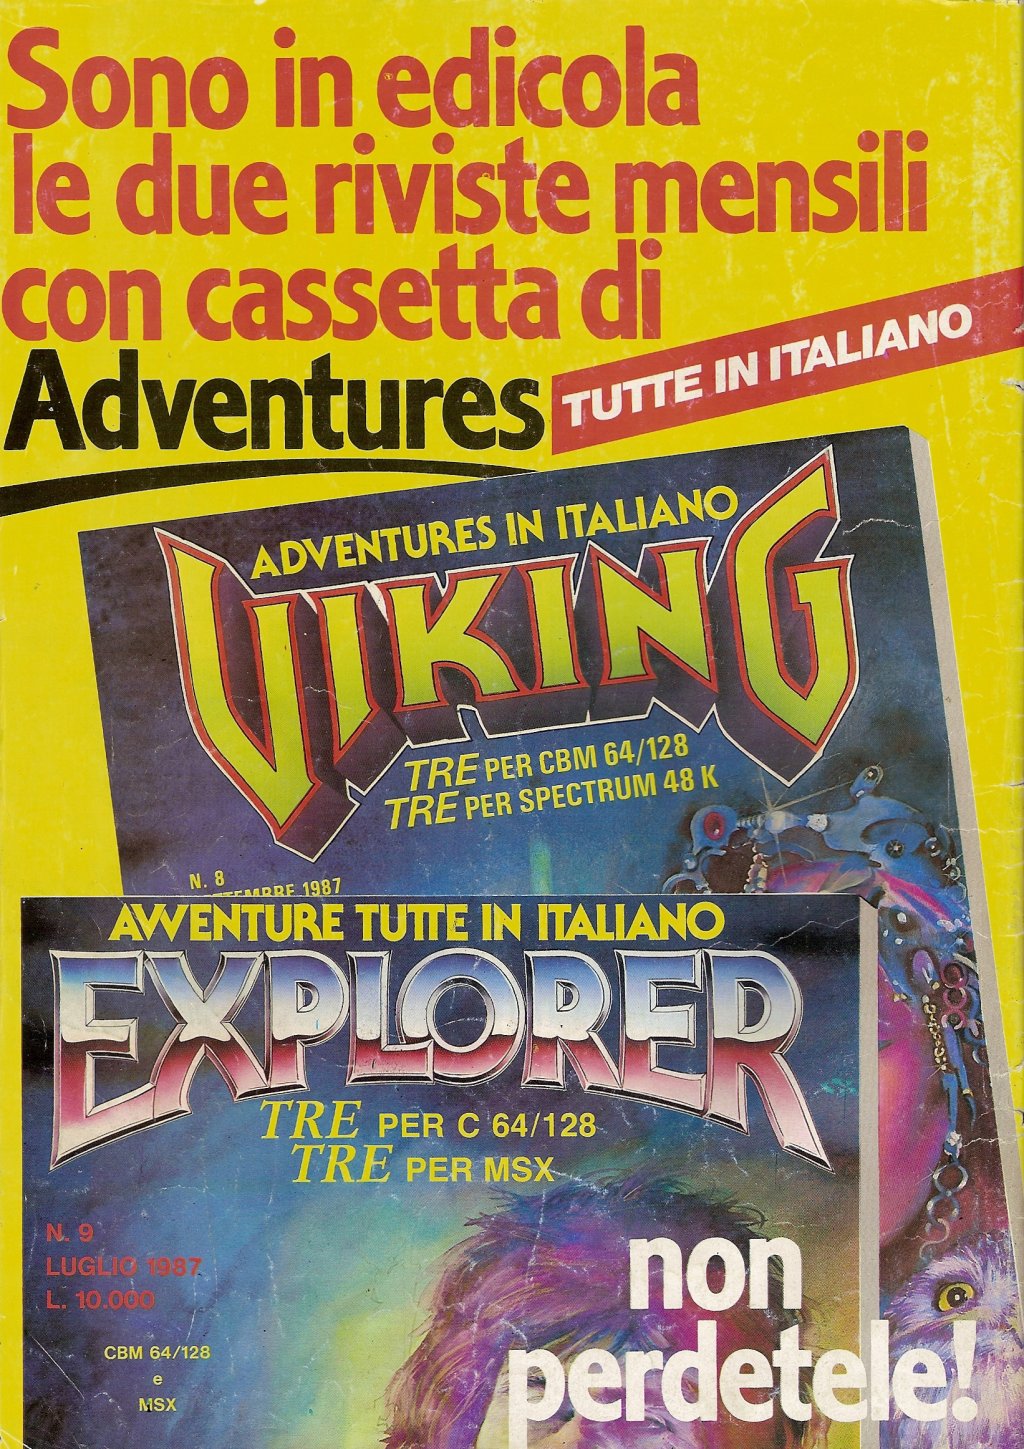 Sono in edicola
le due riviste mensili
con cassetta di
Adventures
TUTTE IN ITALIANO
ADVENTURES IN ITALIANO
VIKING
TRE PER CBM 64/128
TRE PER SPECTRUM 48 K
N. 8
1987
AVVENTURE TUTTE IN ITALIANO
EXPLORER
TRE PER C 64/128
TRE PER MSX
N. 9
LUGLIO 1987
L. 10.000
CBM 64/128
e
MSX
non
perdetele!